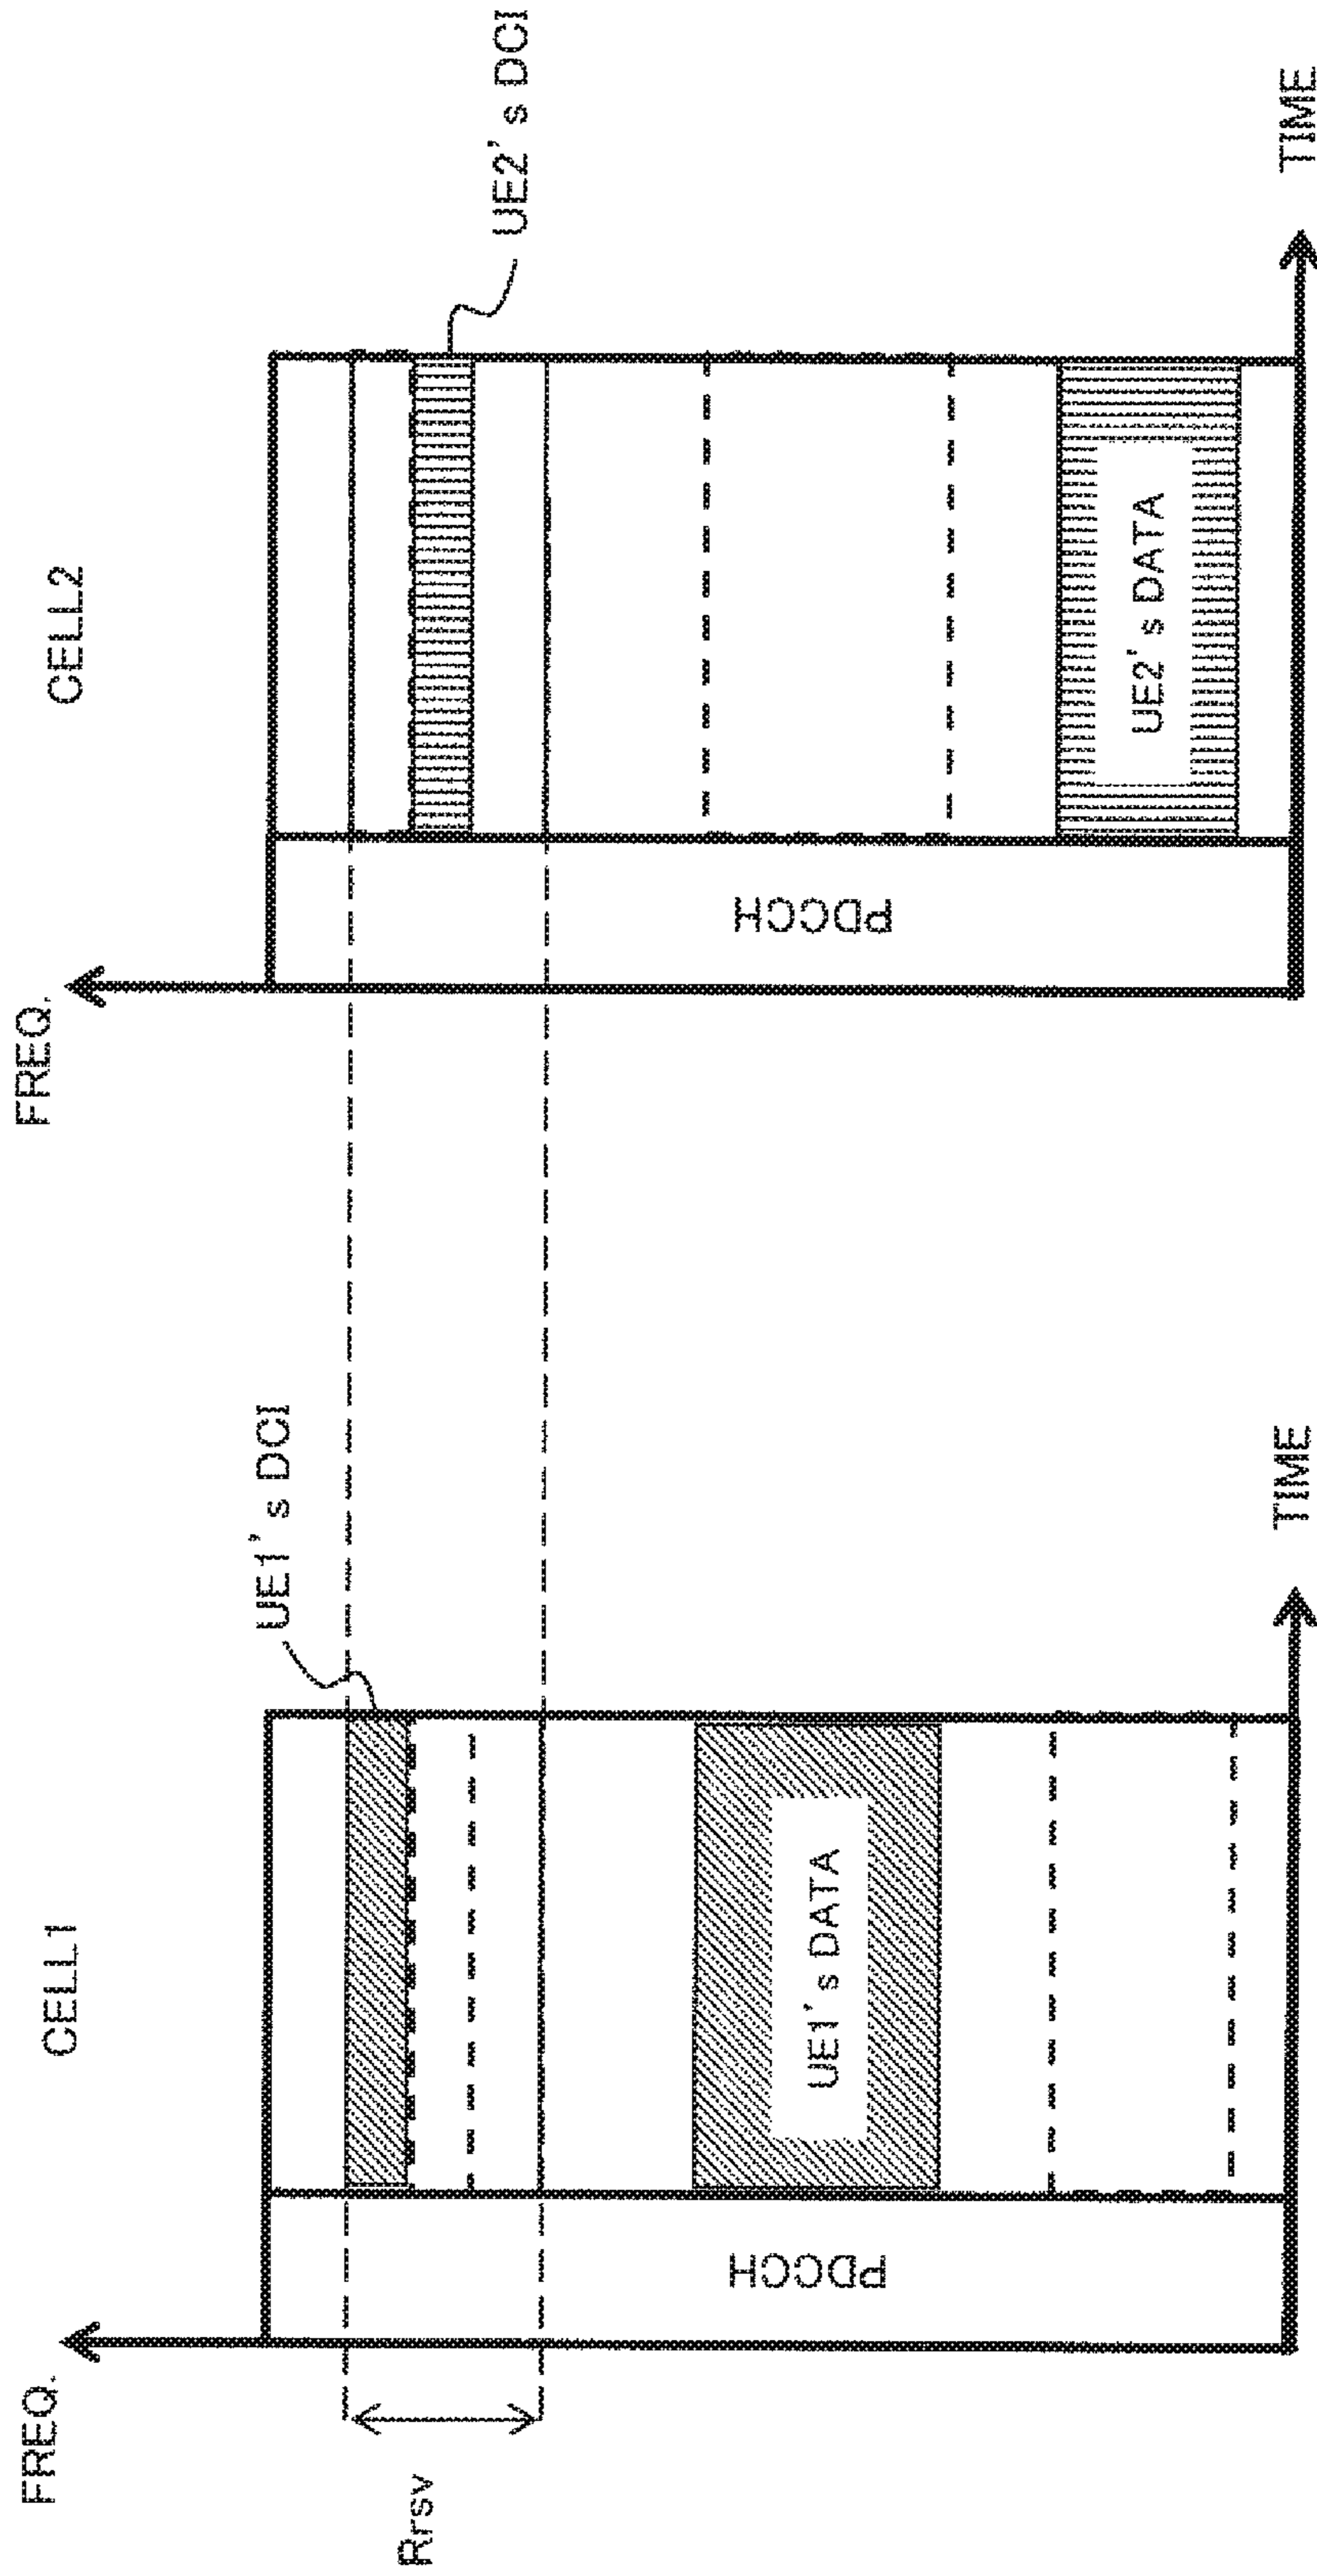 CELL1
CELL2
FREQ.
FREQ.
UE1's DCI
UE2's DCI
Rrsv
PDCCH
PDCCH
UE1's DATA
UE2's DATA
TIME
TIME